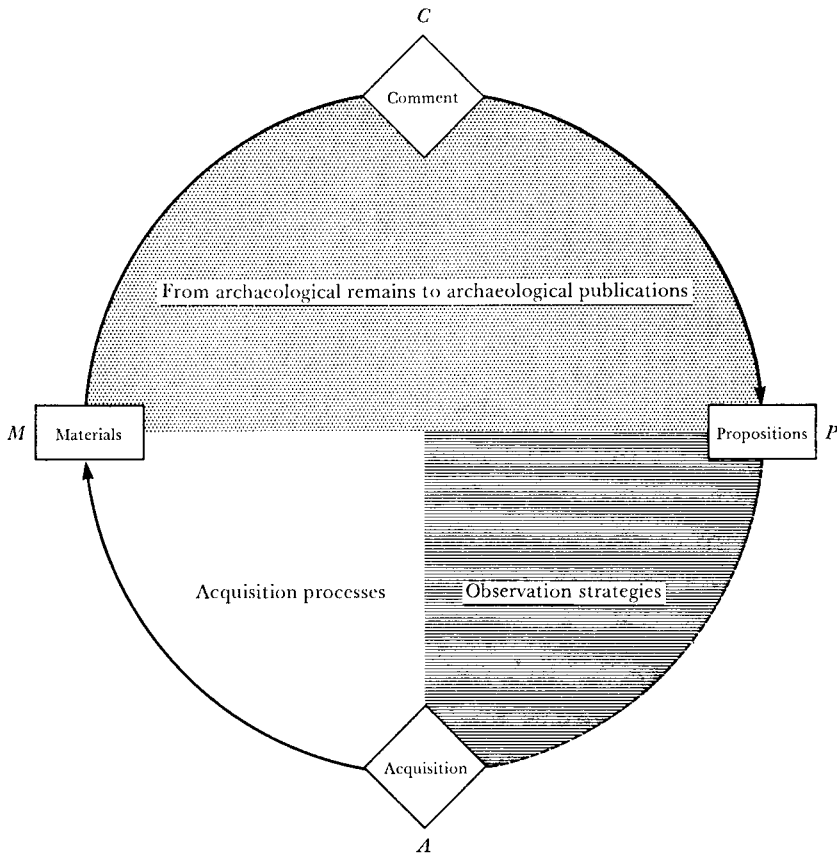 C
Comment
From archaeological remains to archaeological publications
M
Materials
Propositions
P
Acquisition processes
Observation strategies
Acquisition
A